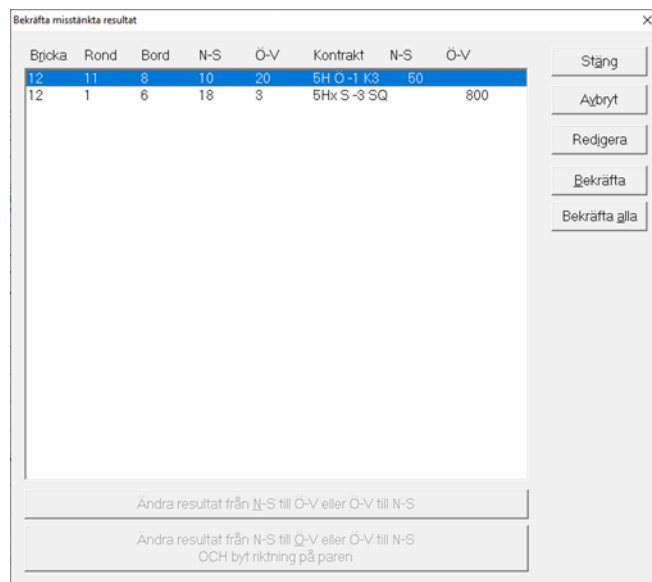 Bekräfta misstänkta resultat
Bricka Rond Bord N-S Ö-V Kontrakt N-S Ö-V
12 11 8 10 20 5H Ö -1 K3 50
12 1 6 18 3 5Hx S -3 SQ 800
Stäng
Avbryt
Redigera
Bekräfta
Bekräfta alla
Ändra resultat från N-S till Ö-V eller Ö-V till N-S
Ändra resultat från N-S till Ö-V eller Ö-V till N-S
OCH byt riktning på paren